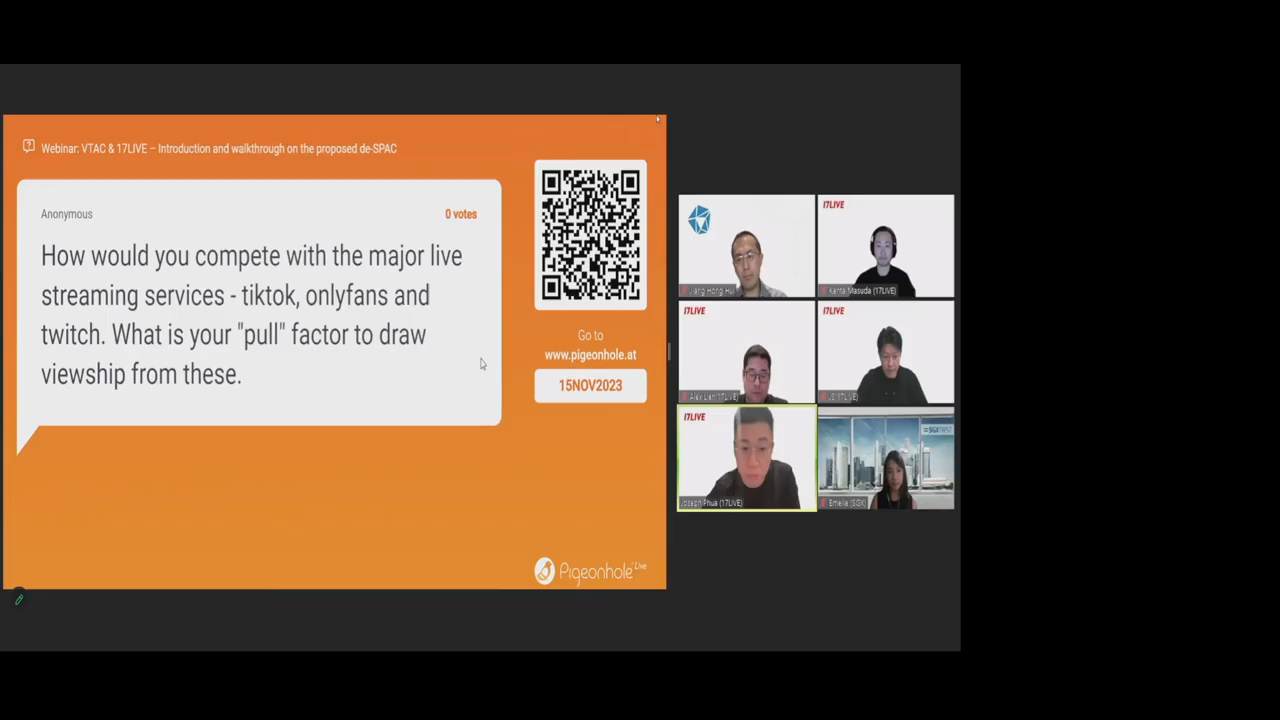 Webinar: VTAC & 17LIVE – Introduction and walkthrough on the proposed de-SPAC
Anonymous
0 votes
How would you compete with the major live
streaming services - tiktok, onlyfans and
twitch. What is your "pull" factor to draw
viewship from these.
Go to
www.pigeonhole.at
15NOV2023
Pigeonhole Live
17LIVE
Kenta Masuda (17LIVE)
17LIVE
17LIVE
JS (17LIVE)
17LIVE
Joseph Phua (17LIVE)
Emelia (SGX)